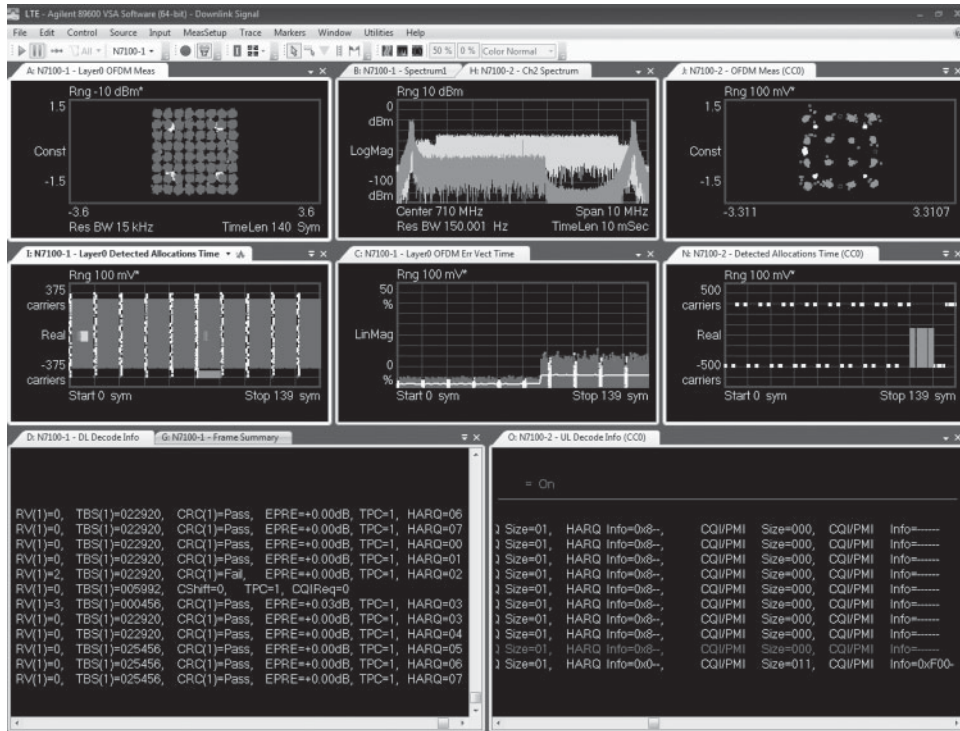 LTE - Agilent 89600 VSA Software (64-bit) - Downlink Signal
File Edit Control Source Input MeasSetup Trace Markers Window Utilities Help
All N7100-1 50 % 0 % Color Normal
A: N7100-1 - Layer0 OFDM Meas
Rng -10 dBm*
1.5
Const
-1.5
-3.6 3.6
Res BW 15 kHz TimeLen 140 Sym
B: N7100-1 - Spectrum1 H: N7100-2 - Ch2 Spectrum
Rng 10 dBm
0
dBm
LogMag
-100
dBm
Center 710 MHz Span 10 MHz
Res BW 150.001 Hz TimeLen 10 mSec
J: N7100-2 - OFDM Meas (CC0)
Rng 100 mV*
1.5
Const
-1.5
-3.311 3.3107
I: N7100-1 - Layer0 Detected Allocations Time
Rng 100 mV*
375
carriers
Real
-375
carriers
Start 0 sym Stop 139 sym
C: N7100-1 - Layer0 OFDM Err Vect Time
Rng 100 mV*
50
%
LinMag
0
%
Start 0 sym Stop 139 sym
N: N7100-2 - Detected Allocations Time (CC0)
Rng 100 mV*
500
carriers
Real
-500
carriers
Start 0 sym Stop 139 sym
D: N7100-1 - DL Decode Info G: N7100-1 - Frame Summary
RV(1)=0, TBS(1)=022920, CRC(1)=Pass, EPRE=+0.00dB, TPC=1, HARQ=06
RV(1)=0, TBS(1)=022920, CRC(1)=Pass, EPRE=+0.00dB, TPC=1, HARQ=07
RV(1)=0, TBS(1)=022920, CRC(1)=Pass, EPRE=+0.00dB, TPC=1, HARQ=00
RV(1)=0, TBS(1)=022920, CRC(1)=Pass, EPRE=+0.00dB, TPC=1, HARQ=01
RV(1)=2, TBS(1)=022920, CRC(1)=Fail, EPRE=+0.00dB, TPC=1, HARQ=02
RV(1)=0, TBS(1)=005992, CShift=0, TPC=1, CQIReq=0
RV(1)=3, TBS(1)=000456, CRC(1)=Pass, EPRE=+0.03dB, TPC=1, HARQ=03
RV(1)=0, TBS(1)=022920, CRC(1)=Pass, EPRE=+0.00dB, TPC=1, HARQ=03
RV(1)=0, TBS(1)=022920, CRC(1)=Pass, EPRE=+0.00dB, TPC=1, HARQ=04
RV(1)=0, TBS(1)=025456, CRC(1)=Pass, EPRE=+0.00dB, TPC=1, HARQ=05
RV(1)=0, TBS(1)=025456, CRC(1)=Pass, EPRE=+0.00dB, TPC=1, HARQ=06
RV(1)=0, TBS(1)=025456, CRC(1)=Pass, EPRE=+0.00dB, TPC=1, HARQ=07
O: N7100-2 - UL Decode Info (CC0)
= On
Q Size=01, HARQ Info=0x8--, CQI/PMI Size=000, CQI/PMI Info=------
Q Size=01, HARQ Info=0x8--, CQI/PMI Size=000, CQI/PMI Info=------
Q Size=01, HARQ Info=0x8--, CQI/PMI Size=000, CQI/PMI Info=------
Q Size=01, HARQ Info=0x8--, CQI/PMI Size=000, CQI/PMI Info=------
Q Size=01, HARQ Info=0x8--, CQI/PMI Size=000, CQI/PMI Info=------
Q Size=01, HARQ Info=0x8--, CQI/PMI Size=000, CQI/PMI Info=------
Q Size=01, HARQ Info=0x8--, CQI/PMI Size=000, CQI/PMI Info=------
Q Size=01, HARQ Info=0x8--, CQI/PMI Size=000, CQI/PMI Info=------
Q Size=01, HARQ Info=0x8--, CQI/PMI Size=000, CQI/PMI Info=------
Q Size=01, HARQ Info=0x0--, CQI/PMI Size=011, CQI/PMI Info=0xF00-